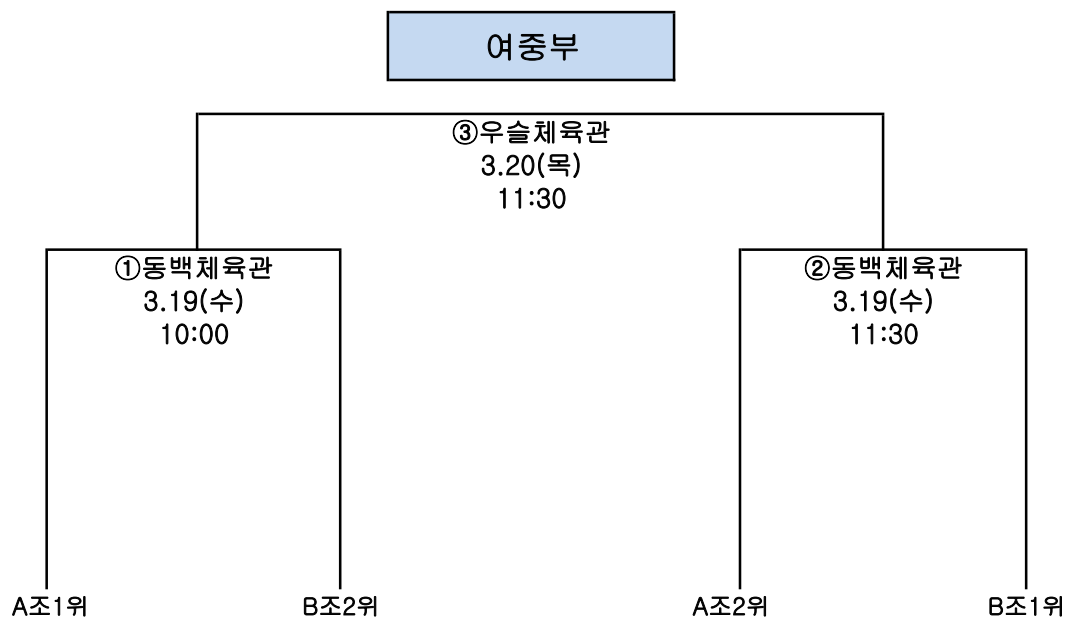 여중부
③우슬체육관
3.20(목)
11:30
①동백체육관
3.19(수)
10:00
②동백체육관
3.19(수)
11:30
A조1위
B조2위
A조2위
B조1위